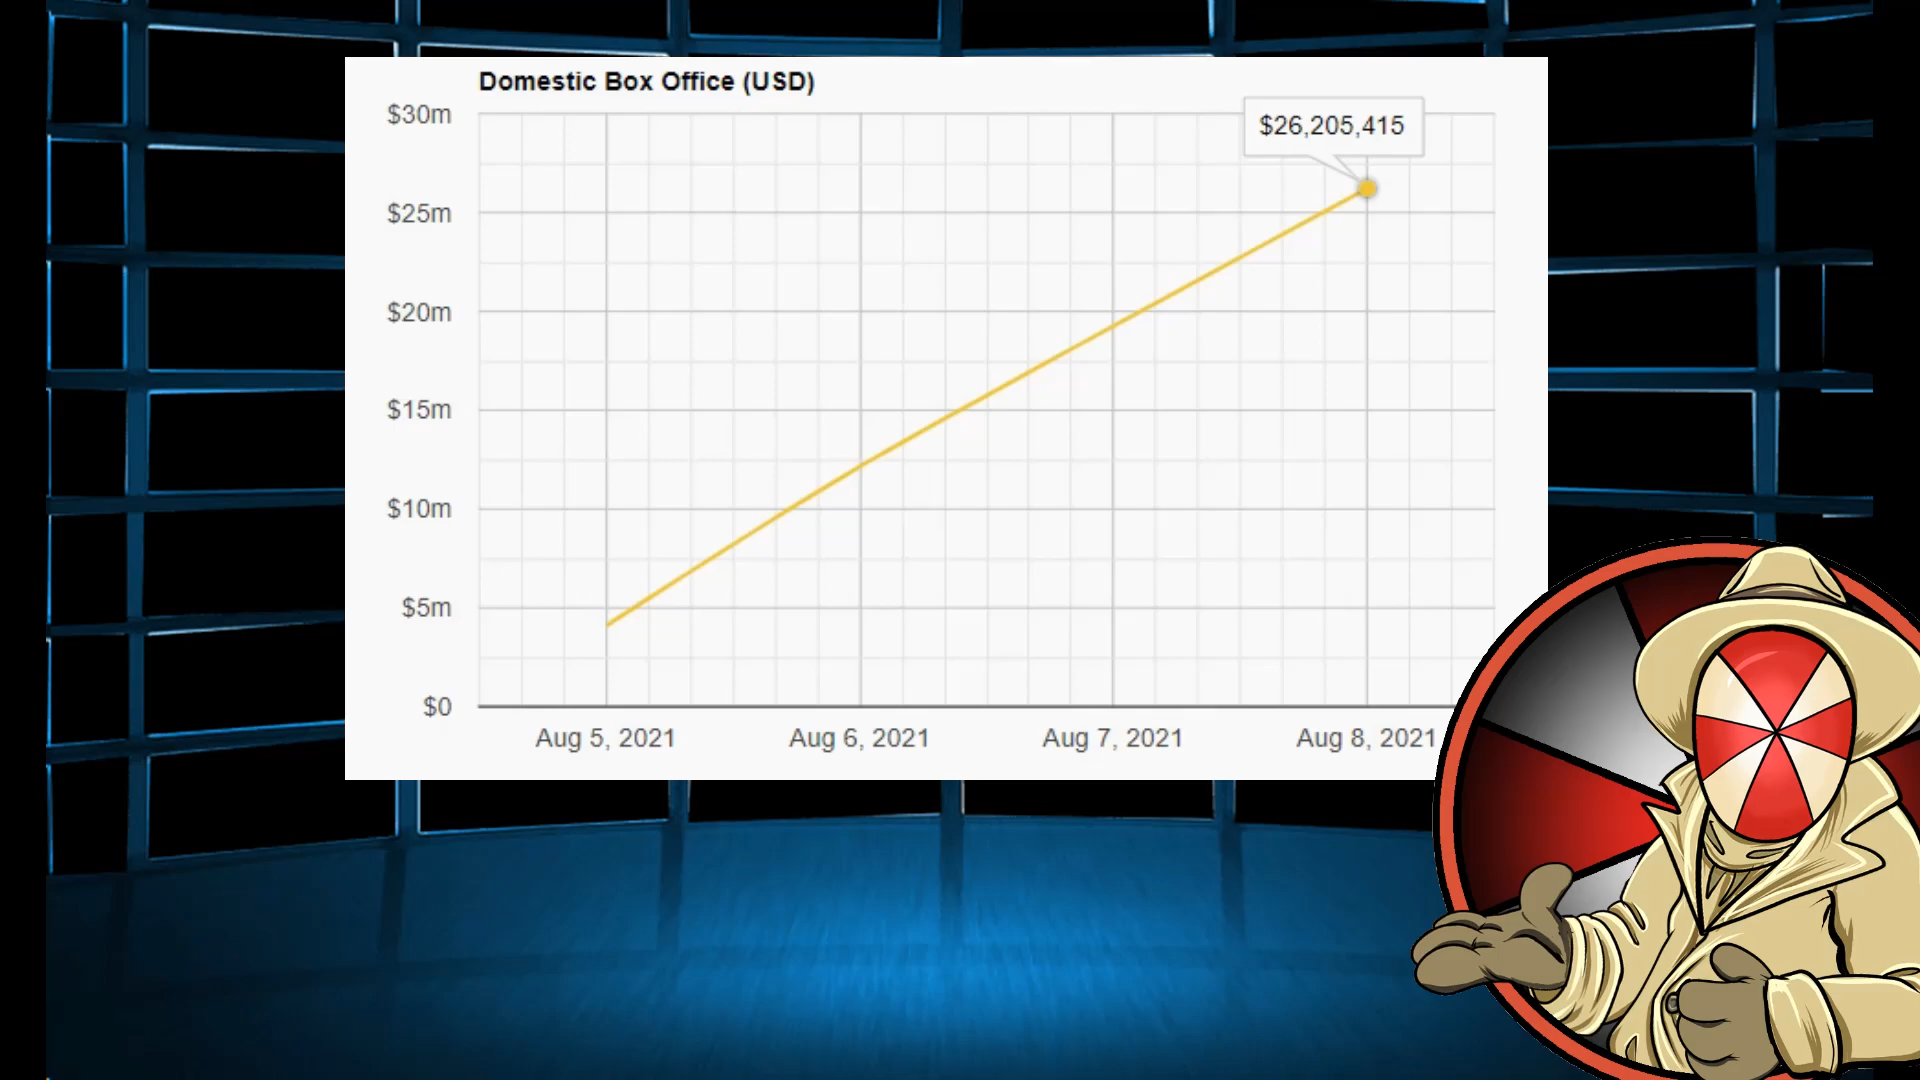 Domestic Box Office (USD)
$30m
$26,205,415
$25m
$20m
$15m
$10m
$5m
$0
Aug 5, 2021 Aug 6, 2021 Aug 7, 2021 Aug 8, 2021